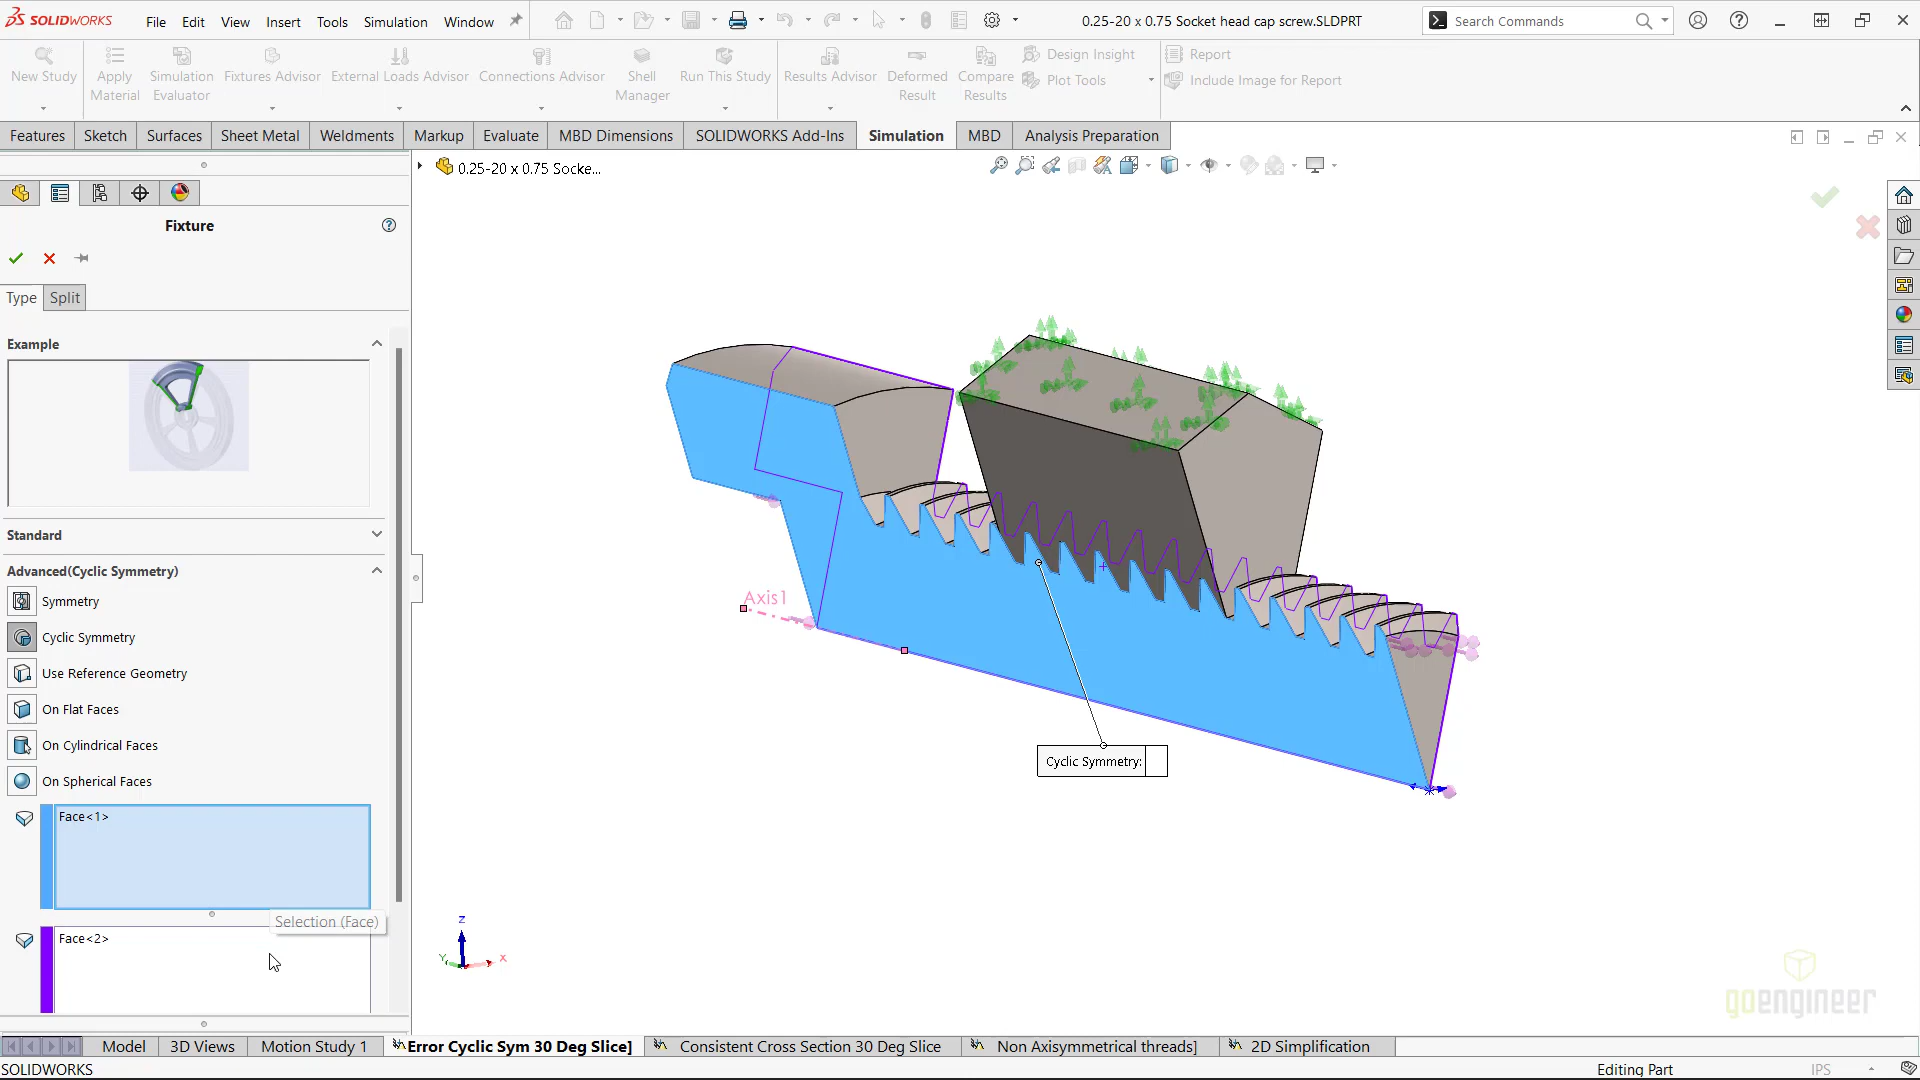 SOLIDWORKS
File Edit View Insert Tools Simulation Window
0.25-20 x 0.75 Socket head cap screw.SLDPRT
Search Commands
New Study
Apply Material
Simulation Evaluator
Fixtures Advisor
External Loads Advisor
Connections Advisor
Shell Manager
Run This Study
Results Advisor
Deformed Result
Compare Results
Design Insight
Plot Tools
Report
Include Image for Report
Features Sketch Surfaces Sheet Metal Weldments Markup Evaluate MBD Dimensions SOLIDWORKS Add-Ins Simulation MBD Analysis Preparation
0.25-20 x 0.75 Socke...
Fixture
Type Split
Example
Standard
Advanced(Cyclic Symmetry)
Symmetry
Cyclic Symmetry
Use Reference Geometry
On Flat Faces
On Cylindrical Faces
On Spherical Faces
Face<1>
Selection (Face)
Face<2>
Axis1
Cyclic Symmetry:
Z
Y
X
goengineer
Model 3D Views Motion Study 1 Error Cyclic Sym 30 Deg Slice] Consistent Cross Section 30 Deg Slice Non Axisymmetrical threads] 2D Simplification
SOLIDWORKS
Editing Part
IPS